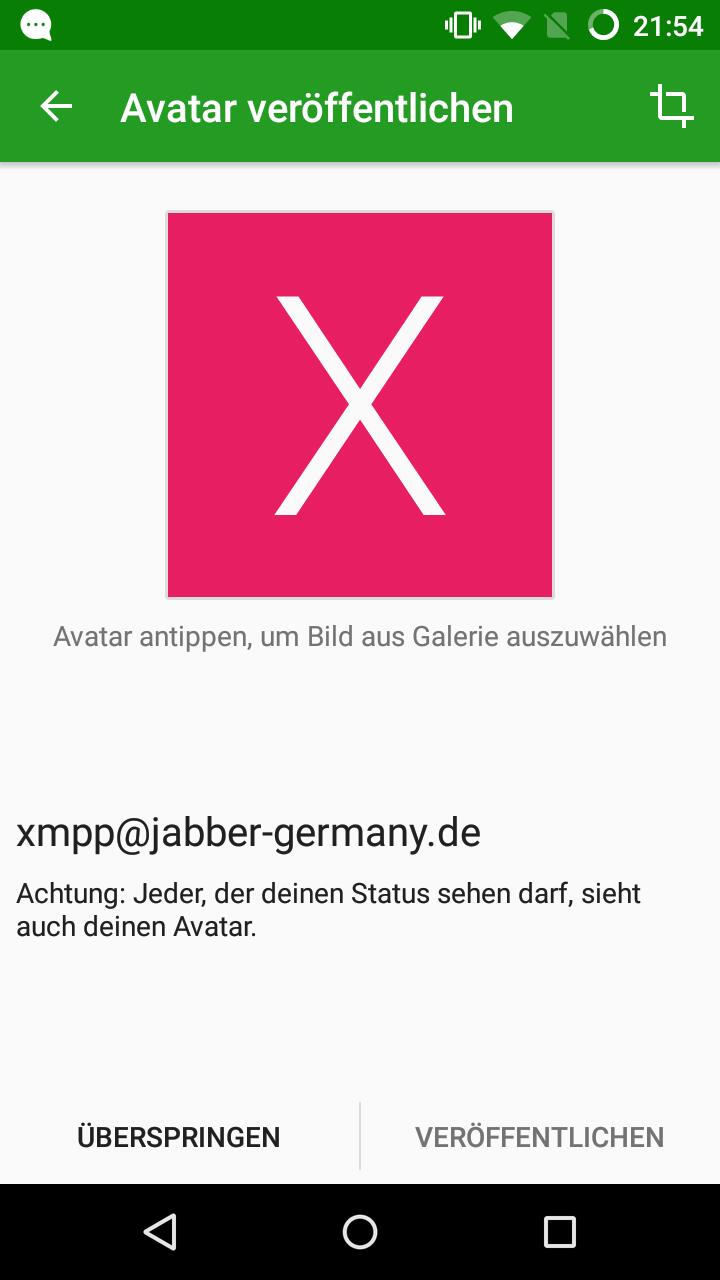 21:54
Avatar veröffentlichen
X
Avatar antippen, um Bild aus Galerie auszuwählen
xmpp@jabber-germany.de
Achtung: Jeder, der deinen Status sehen darf, sieht
auch deinen Avatar.
ÜBERSPRINGEN
VERÖFFENTLICHEN